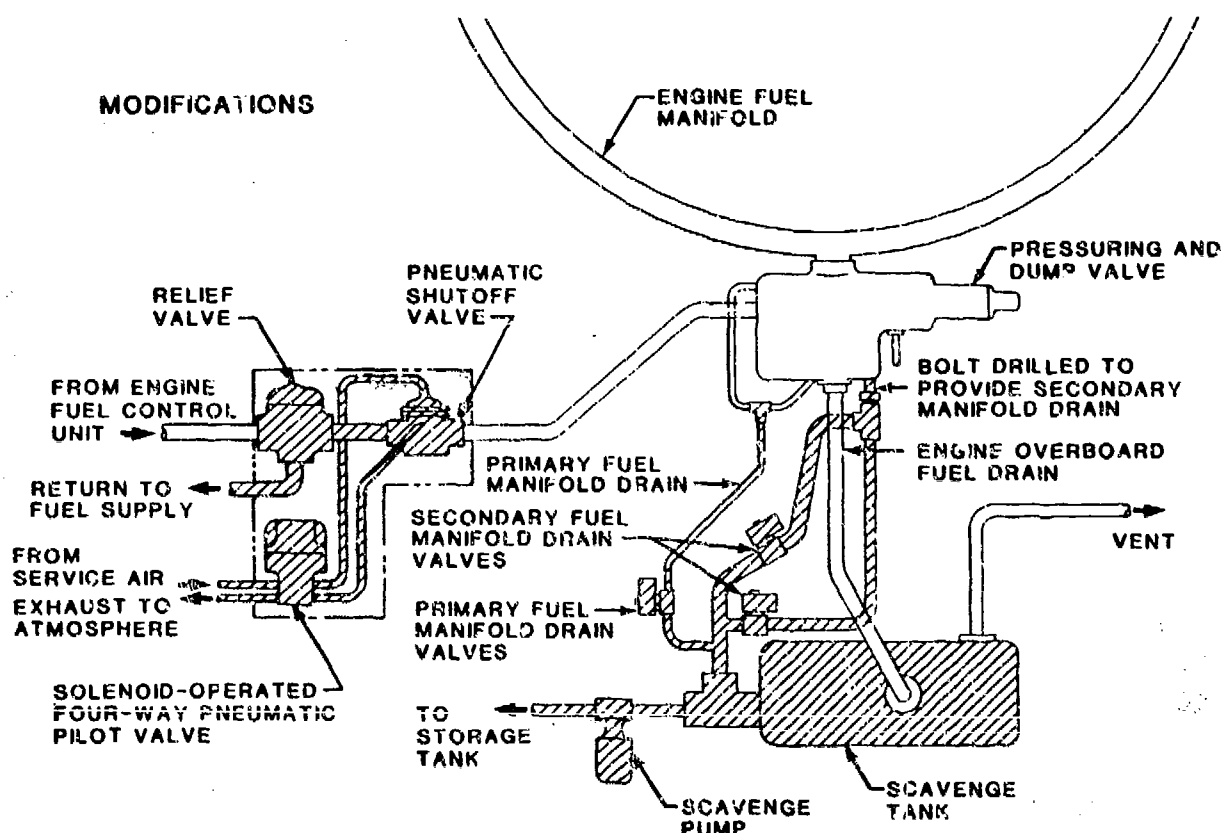 MODIFICATIONS
ENGINE FUEL
MANIFOLD
PRESSURING AND
DUMP VALVE
PNEUMATIC
SHUTOFF
VALVE
RELIEF
VALVE
FROM ENGINE
FUEL CONTROL
UNIT
BOLT DRILLED TO
PROVIDE SECONDARY
MANIFOLD DRAIN
ENGINE OVERBOARD
FUEL DRAIN
PRIMARY FUEL
MANIFOLD DRAIN
RETURN TO
FUEL SUPPLY
SECONDARY FUEL
MANIFOLD DRAIN
VALVES
VENT
FROM
SERVICE AIR
EXHAUST TO
ATMOSPHERE
PRIMARY FUEL
MANIFOLD DRAIN
VALVES
SOLENOID-OPERATED
FOUR-WAY PNEUMATIC
PILOT VALVE
TO
STORAGE
TANK
SCAVENGE
PUMP
SCAVENGE
TANK